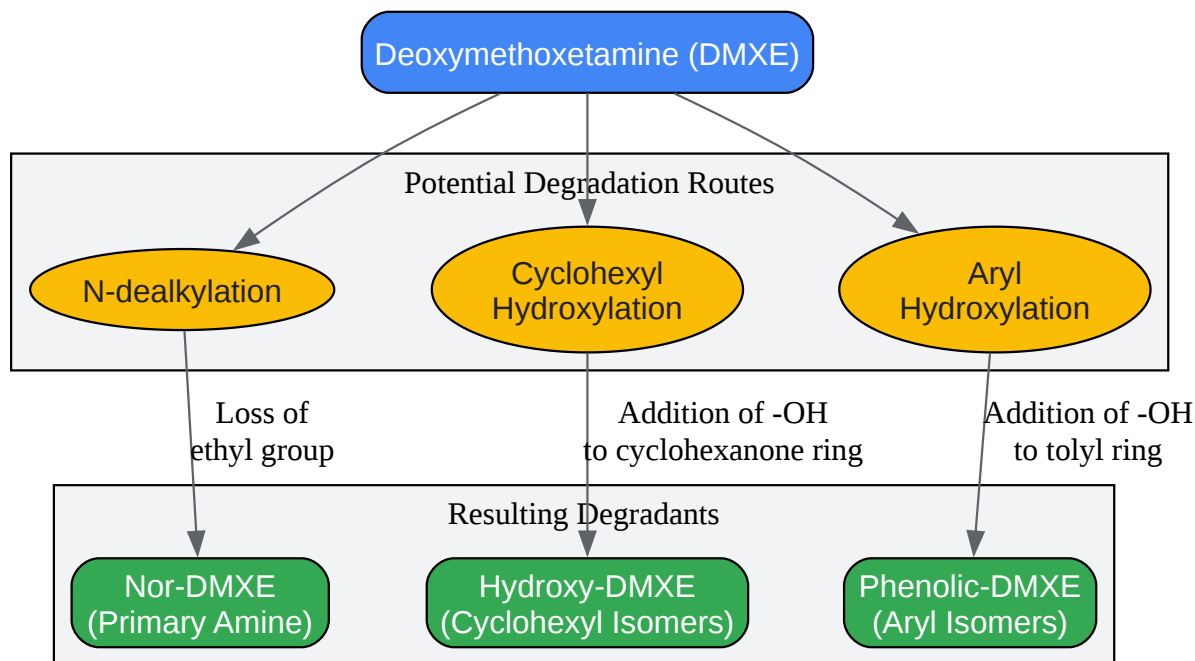 Deoxymethoxetamine (DMXE)
Potential Degradation Routes
N-dealkylation
Cyclohexyl
Hydroxylation
Aryl
Hydroxylation
Loss of
ethyl group
Addition of -OH
to cyclohexanone ring
Addition of -OH
to tolyl ring
Resulting Degradants
Nor-DMXE
(Primary Amine)
Hydroxy-DMXE
(Cyclohexyl Isomers)
Phenolic-DMXE
(Aryl Isomers)